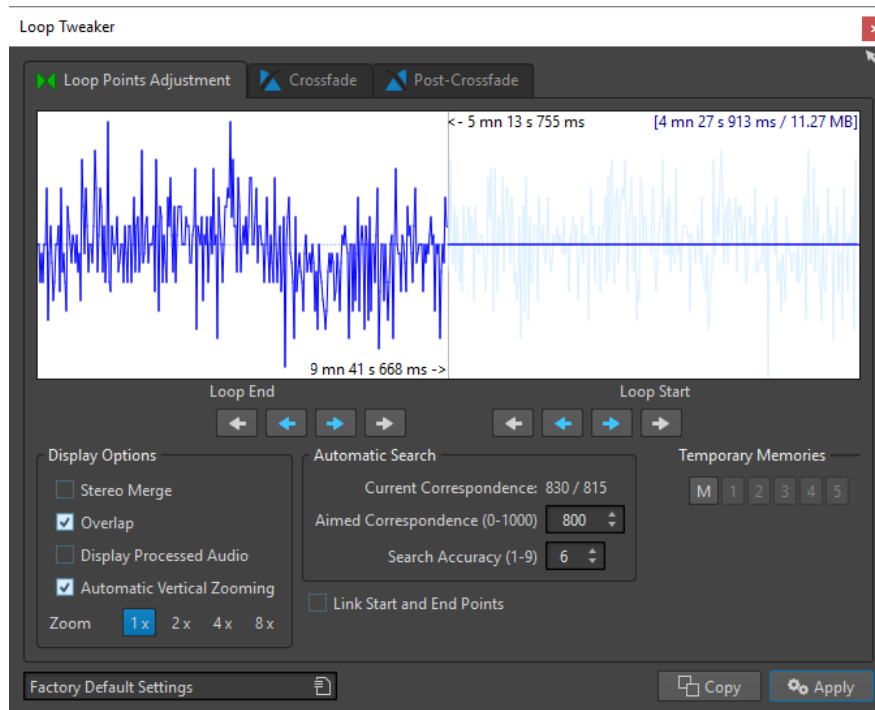 Loop Tweaker
Loop Points Adjustment Crossfade Post-Crossfade
<- 5 mn 13 s 755 ms [4 mn 27 s 913 ms / 11.27 MB]
9 mn 41 s 668 ms ->
Loop End Loop Start
Display Options Automatic Search Temporary Memories
Stereo Merge Current Correspondence: 830 / 815 M 1 2 3 4 5
Overlap Aimed Correspondence (0-1000) 800
Display Processed Audio Search Accuracy (1-9) 6
Automatic Vertical Zooming
Link Start and End Points
Zoom 1 x 2 x 4 x 8 x
Factory Default Settings Copy Apply